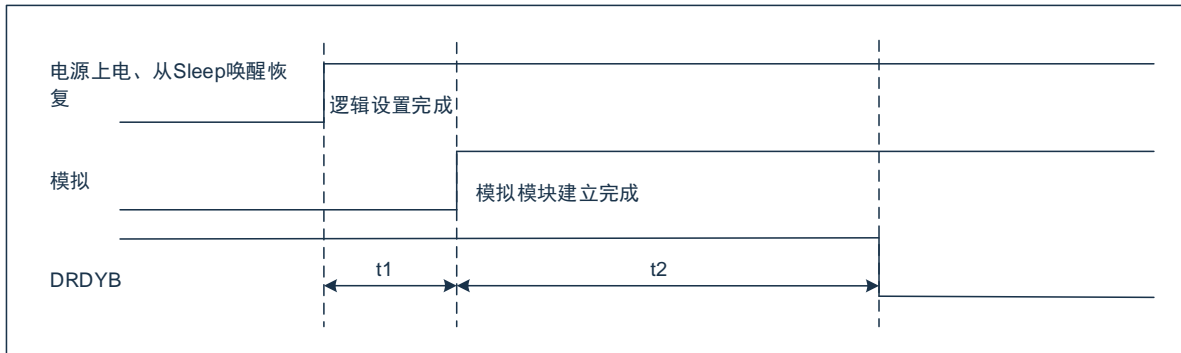 电源上电、从Sleep唤醒恢
复
逻辑设置完成
模拟
模拟模块建立完成
DRDYB
t1
t2